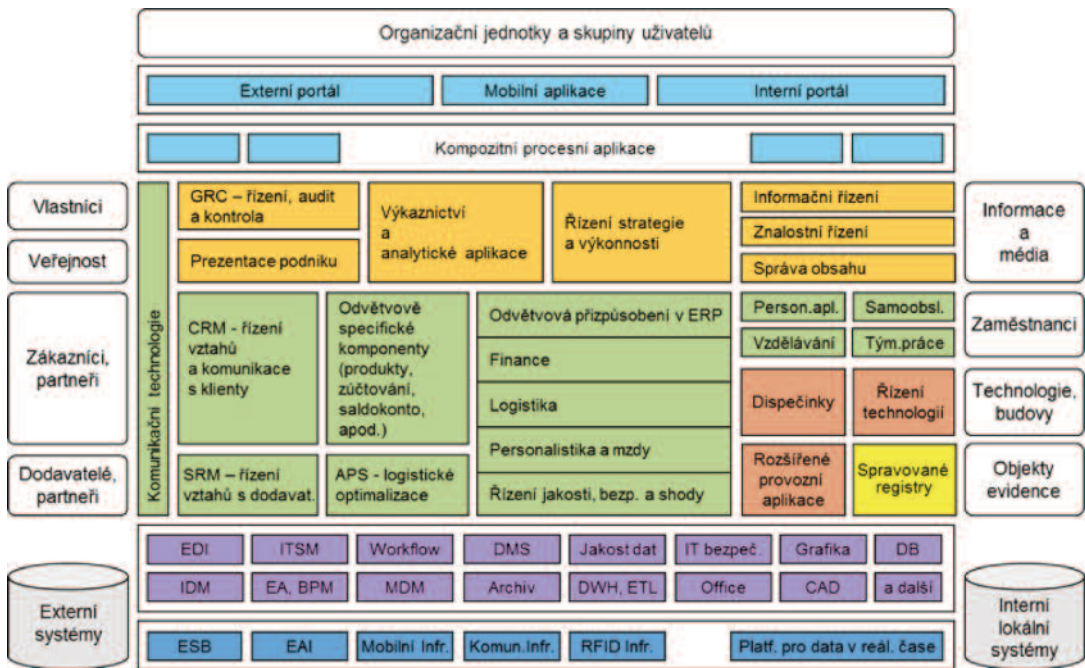 Organizační jednotky a skupiny uživatelů
Externí portál
Mobilní aplikace
Interní portál
Kompozitní procesní aplikace
Vlastníci
Veřejnost
Zákazníci,
partneři
Dodavatelé,
partneři
Komunikační technologie
GRC – řízení, audit
a kontrola
Prezentace podniku
Výkaznictví
a
analytické aplikace
Řízení strategie
a výkonnosti
Informační řízení
Znalostní řízení
Správa obsahu
Informace
a
média
CRM - řízení
vztahů
a komunikace
s klienty
Odvětvově
specifické
komponenty
(produkty,
zúčtování,
saldokonto,
apod.)
Odvětvová přizpůsobení v ERP
Finance
Logistika
Personalistika a mzdy
Řízení jakosti, bezp. a shody
SRM – řízení
vztahů s dodavat.
APS - logistické
optimalizace
Person.apl.
Samoobsl.
Vzdělávání
Tým.práce
Dispečinky
Řízení
technologií
Rozšířené
provozní
aplikace
Spravované
registry
Zaměstnanci
Technologie,
budovy
Objekty
evidence
EDI
ITSM
Workflow
DMS
Jakost dat
IT bezpeč.
Grafika
DB
IDM
EA, BPM
MDM
Archiv
DWH, ETL
Office
CAD
a další
Externí
systémy
Interní
lokální
systémy
ESB
EAI
Mobilní Infr.
Komun.Infr.
RFID Infr.
Platf. pro data v reál. čase